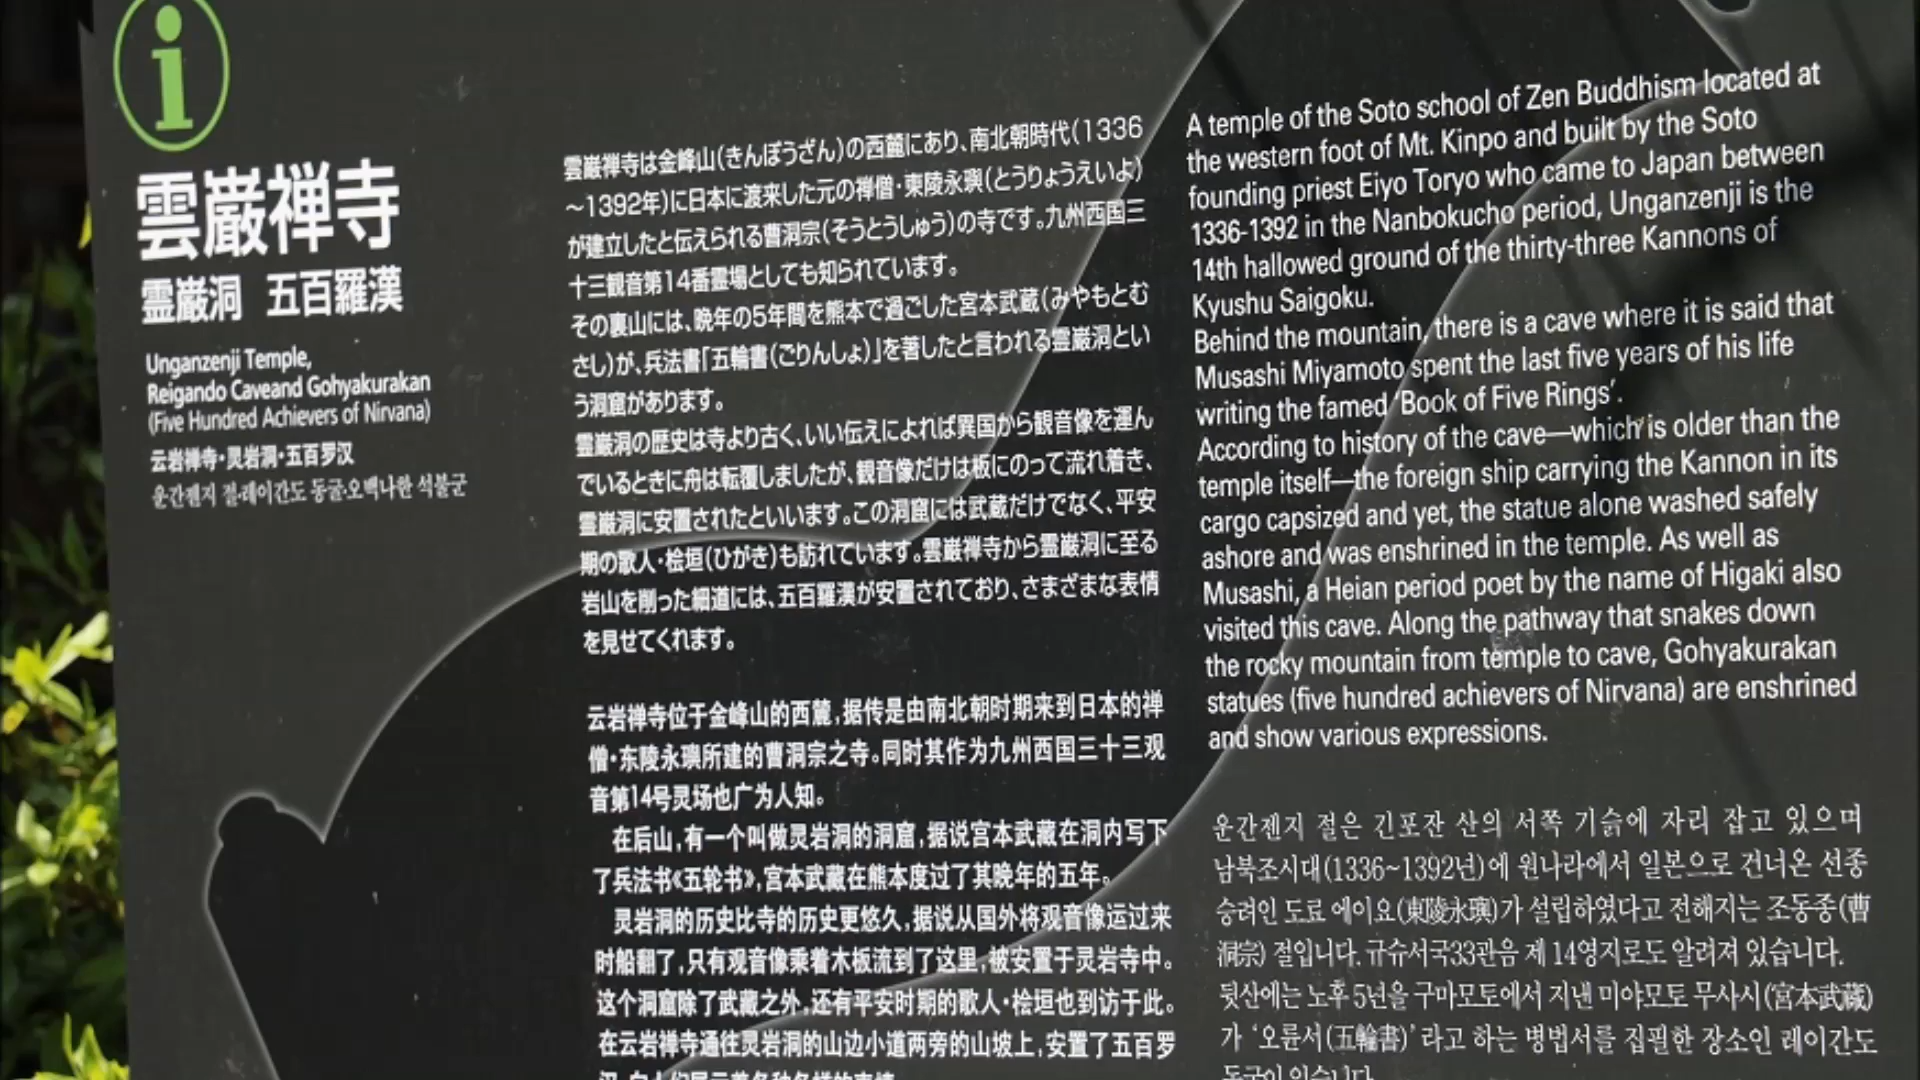 i
雲巌禅寺
霊巌洞 五百羅漢
Unganzenji Temple,
Reigando Caveand Gohyakurakan
(Five Hundred Achievers of Nirvana)
云岩禅寺·灵岩洞·五百罗汉
운간젠지 절·레이간도 동굴·오백나한 석불군
雲巌禅寺は金峰山(きんぼうざん)の西麓にあり、南北朝時代(1336
~1392年)に日本に渡来した元の禅僧·東陵永璵(とうりょうえいよ)
が建立したと伝えられる曹洞宗(そうとうしゅう)の寺です。九州西国三
十三観音第14番霊場としても知られています。
その裏山には、晩年の5年間を熊本で過ごした宮本武蔵(みやもとむ
さし)が、兵法書「五輪書(ごりんしょ)」を著したと言われる霊巌洞とい
う洞窟があります。
霊巌洞の歴史は寺より古く、いい伝えによれば異国から観音像を運ん
でいるときに舟は転覆しましたが、観音像だけは板にのって流れ着き、
霊巌洞に安置されたといいます。この洞窟には武蔵だけでなく、平安
期の歌人·桧垣(ひがき)も訪れています。雲巌禅寺から霊巌洞に至る
岩山を削った細道には、五百羅漢が安置されており、さまざまな表情
を見せてくれます。
云岩禅寺位于金峰山的西麓,据传是由南北朝时期来到日本的禅
僧·东陵永璵所建的曹洞宗之寺。同时其作为九州西国三十三观
音第14号灵场也广为人知。
在后山,有一个叫做灵岩洞的洞窟,据说宫本武藏在洞内写下
了兵法书《五轮书》,宫本武藏在熊本度过了其晚年的五年。
灵岩洞的历史比寺的历史更悠久,据说从国外将观音像运过来
时船翻了,只有观音像乘着木板流到了这里,被安置于灵岩寺中。
这个洞窟除了武藏之外,还有平安时期的歌人·桧垣也到访于此。
在云岩禅寺通往灵岩洞的山边小道两旁的山坡上,安置了五百罗
A temple of the Soto school of Zen Buddhism located at
the western foot of Mt. Kinpo and built by the Soto
founding priest Eiyo Toryo who came to Japan between
1336-1392 in the Nanbokucho period, Unganzenji is the
14th hallowed ground of the thirty-three Kannons of
Kyushu Saigoku.
Behind the mountain, there is a cave where it is said that
Musashi Miyamoto spent the last five years of his life
writing the famed 'Book of Five Rings'.
According to history of the cave—which is older than the
temple itself—the foreign ship carrying the Kannon in its
cargo capsized and yet, the statue alone washed safely
ashore and was enshrined in the temple. As well as
Musashi, a Heian period poet by the name of Higaki also
visited this cave. Along the pathway that snakes down
the rocky mountain from temple to cave, Gohyakurakan
statues (five hundred achievers of Nirvana) are enshrined
and show various expressions.
운간젠지 절은 긴포잔 산의 서쪽 기슭에 자리 잡고 있으며
남북조시대(1336~1392년)에 원나라에서 일본으로 건너온 선종
승려인 도료 에이요(東陵永璵)가 설립하였다고 전해지는 조동종(曹
洞宗) 절입니다. 규슈서국33관음 제 14영지로도 알려져 있습니다.
뒷산에는 노후 5년을 구마모토에서 지낸 미야모토 무사시(宮本武蔵)
가 '오륜서(五輪書)'라고 하는 병법서를 집필한 장소인 레이간도
동굴이 있습니다.